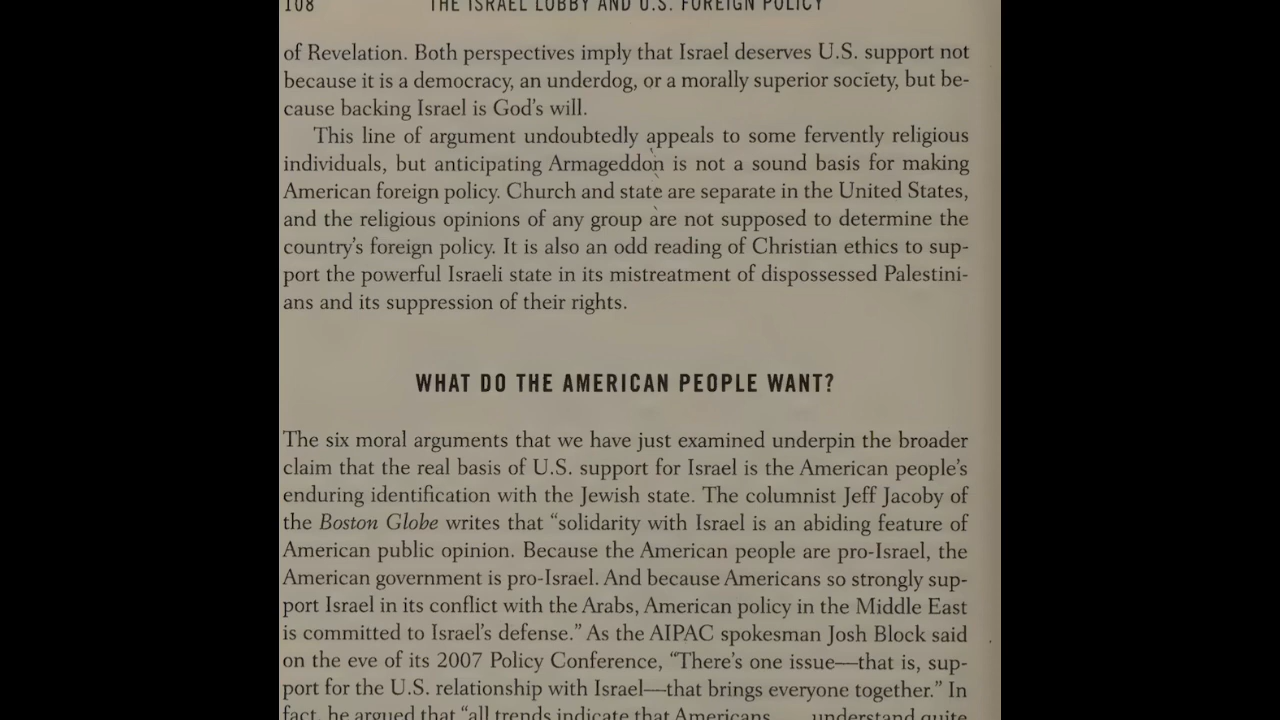 108 THE ISRAEL LOBBY AND U.S. FOREIGN POLICY
of Revelation. Both perspectives imply that Israel deserves U.S. support not
because it is a democracy, an underdog, or a morally superior society, but be-
cause backing Israel is God's will.
This line of argument undoubtedly appeals to some fervently religious
individuals, but anticipating Armageddon is not a sound basis for making
American foreign policy. Church and state are separate in the United States,
and the religious opinions of any group are not supposed to determine the
country's foreign policy. It is also an odd reading of Christian ethics to sup-
port the powerful Israeli state in its mistreatment of dispossessed Palestini-
ans and its suppression of their rights.
WHAT DO THE AMERICAN PEOPLE WANT?
The six moral arguments that we have just examined underpin the broader
claim that the real basis of U.S. support for Israel is the American people's
enduring identification with the Jewish state. The columnist Jeff Jacoby of
the Boston Globe writes that “solidarity with Israel is an abiding feature of
American public opinion. Because the American people are pro-Israel, the
American government is pro-Israel. And because Americans so strongly sup-
port Israel in its conflict with the Arabs, American policy in the Middle East
is committed to Israel's defense.” As the AIPAC spokesman Josh Block said
on the eve of its 2007 Policy Conference, “There's one issue—that is, sup-
port for the U.S. relationship with Israel—that brings everyone together.” In
fact, he argued that “all trends indicate that Americans . . . understand quite